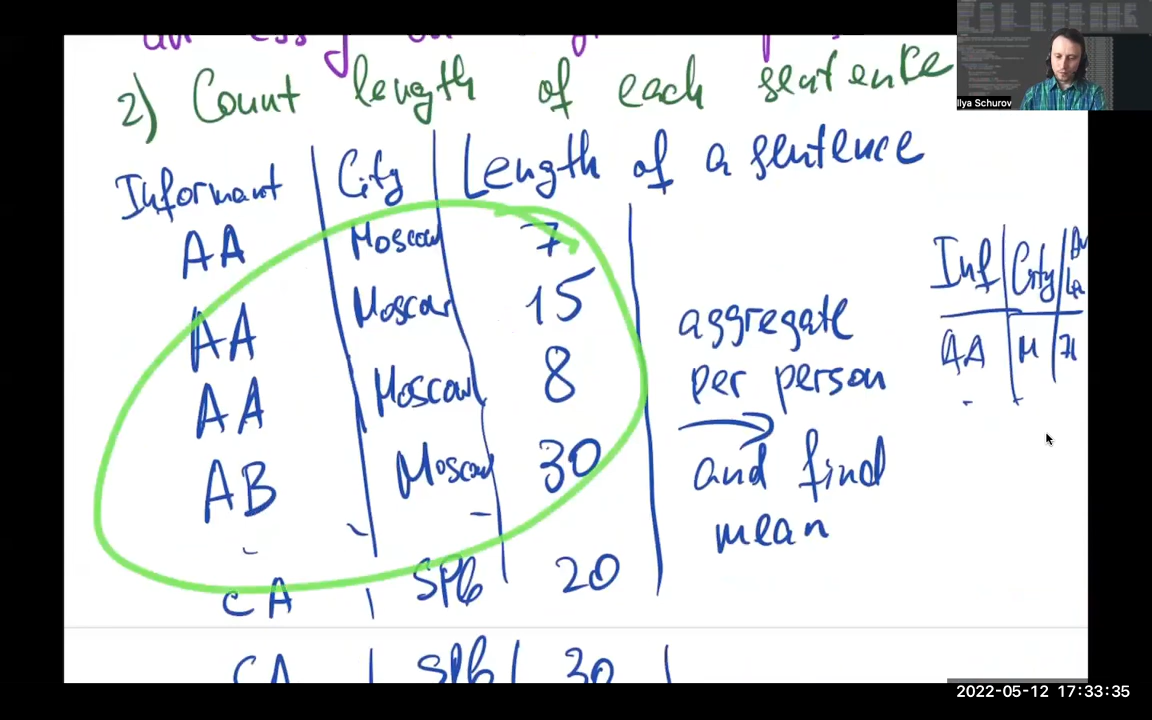 2) Count length of each sentence
Ilya Schurov
Informant City Length of a sentence
AA Moscow 7
AA Moscow 15
AA Moscow 8
AB Moscow 30
CA SPb 20
CA SPb 30
aggregate
per person
and find
mean
Inf City
AA M
2022-05-12 17:33:35